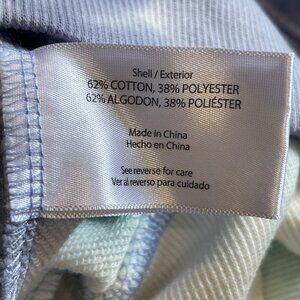 Shell / Exterior
62% COTTON, 38% POLYESTER
62% ALGODON, 38% POLIÉSTER
Made in China
Hecho en China
See reverse for care
Ver al reverso para cuidado